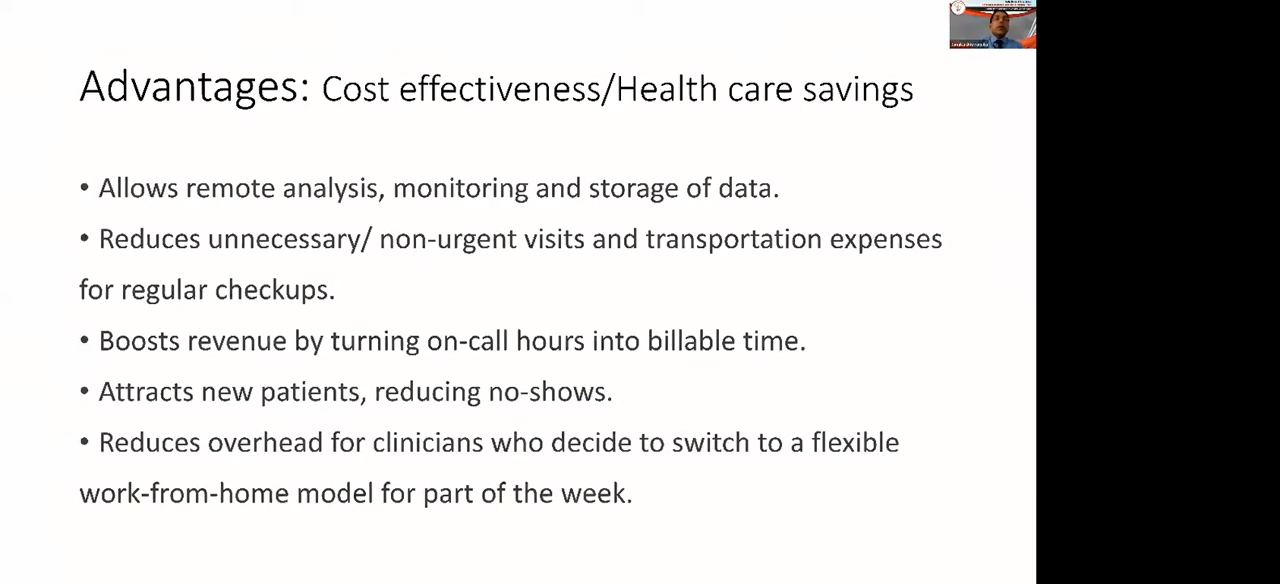 Advantages: Cost effectiveness/Health care savings
• Allows remote analysis, monitoring and storage of data.
• Reduces unnecessary/ non-urgent visits and transportation expenses
for regular checkups.
• Boosts revenue by turning on-call hours into billable time.
• Attracts new patients, reducing no-shows.
• Reduces overhead for clinicians who decide to switch to a flexible
work-from-home model for part of the week.